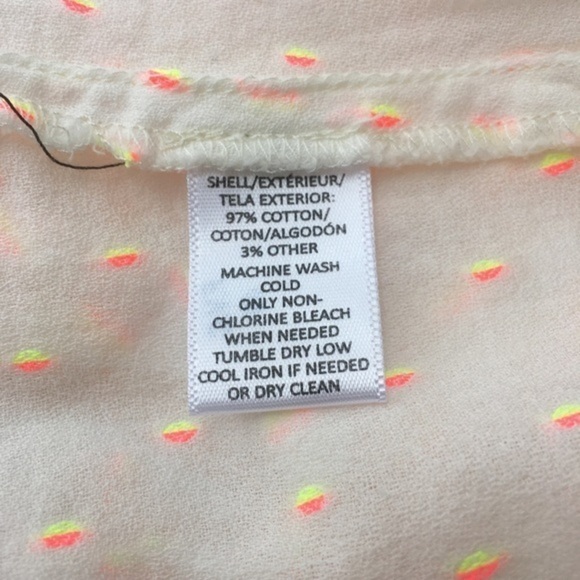 SHELL/EXTÉRIEUR/
TELA EXTERIOR:
97% COTTON/
COTON/ALGODÓN
3% OTHER
MACHINE WASH
COLD
ONLY NON-
CHLORINE BLEACH
WHEN NEEDED
TUMBLE DRY LOW
COOL IRON IF NEEDED
OR DRY CLEAN